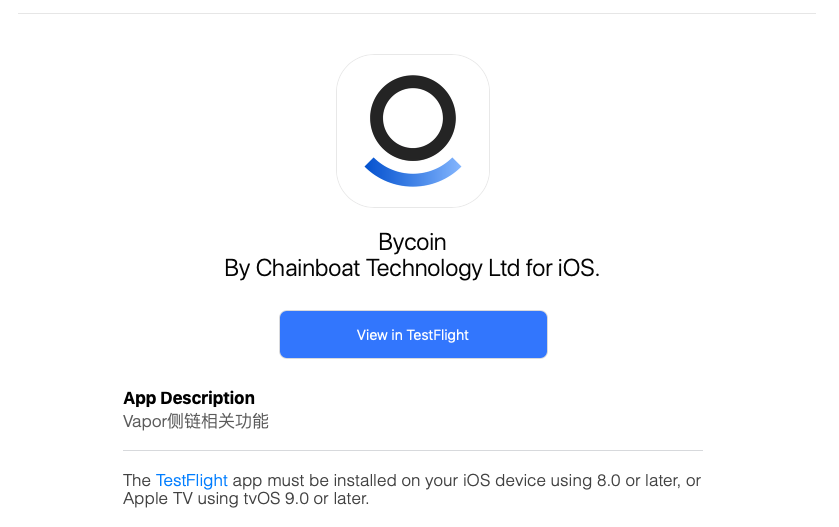 Bycoin
By Chainboat Technology Ltd for iOS.
View in TestFlight
App Description
Vapor侧链相关功能
The TestFlight app must be installed on your iOS device using 8.0 or later, or
Apple TV using tvOS 9.0 or later.